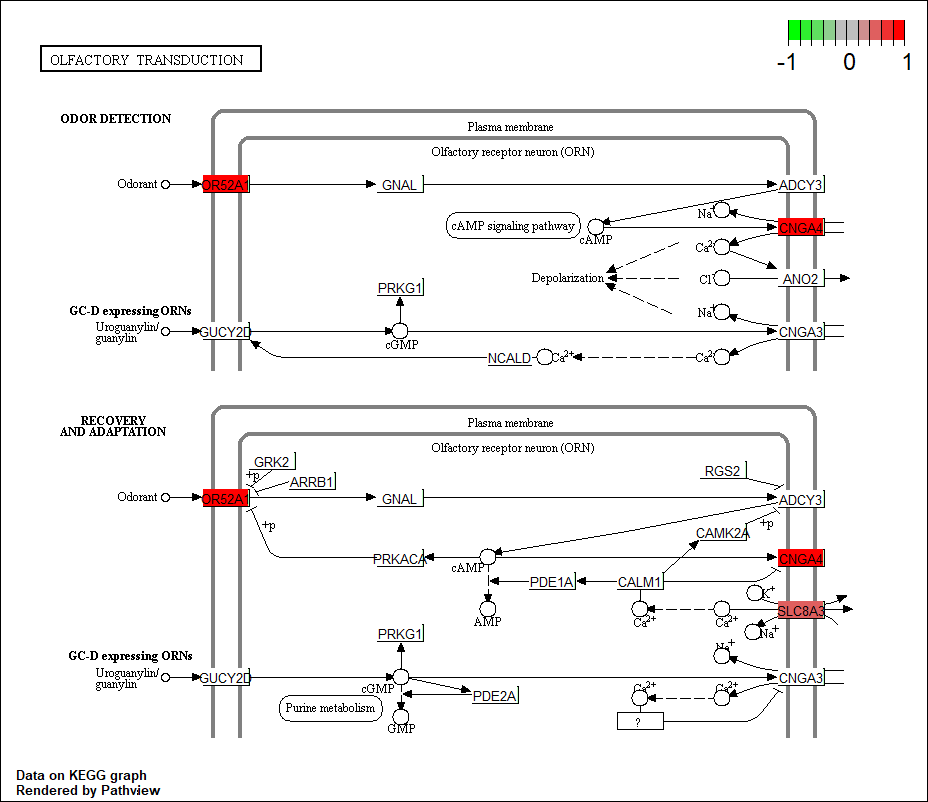 -1 0 1
OLFACTORY TRANSDUCTION
ODOR DETECTION
Plasma membrane
Olfactory receptor neuron (ORN)
Odorant
OR52A1
GNAL
ADCY3
Na+
cAMP signaling pathway
cAMP
CNGA4
Ca2+
Depolarization
Cl-
ANO2
PRKG1
GC-D expressing ORNs
Uroguanylin/
guanylin
GUCY2D
cGMP
Na+
CNGA3
NCALD
Ca2+
Ca2+
RECOVERY
AND ADAPTATION
Plasma membrane
Olfactory receptor neuron (ORN)
GRK2
+p
ARRB1
RGS2
Odorant
OR52A1
GNAL
ADCY3
+p
+p
CAMK2A
PRKACA
cAMP
CNGA4
PDE1A
CALM1
K+
AMP
Ca2+
Ca2+
SLC8A3
Na+
PRKG1
Na+
GC-D expressing ORNs
Uroguanylin/
guanylin
GUCY2D
cGMP
CNGA3
Ca2+
Ca2+
PDE2A
Purine metabolism
?
GMP
Data on KEGG graph
Rendered by Pathview